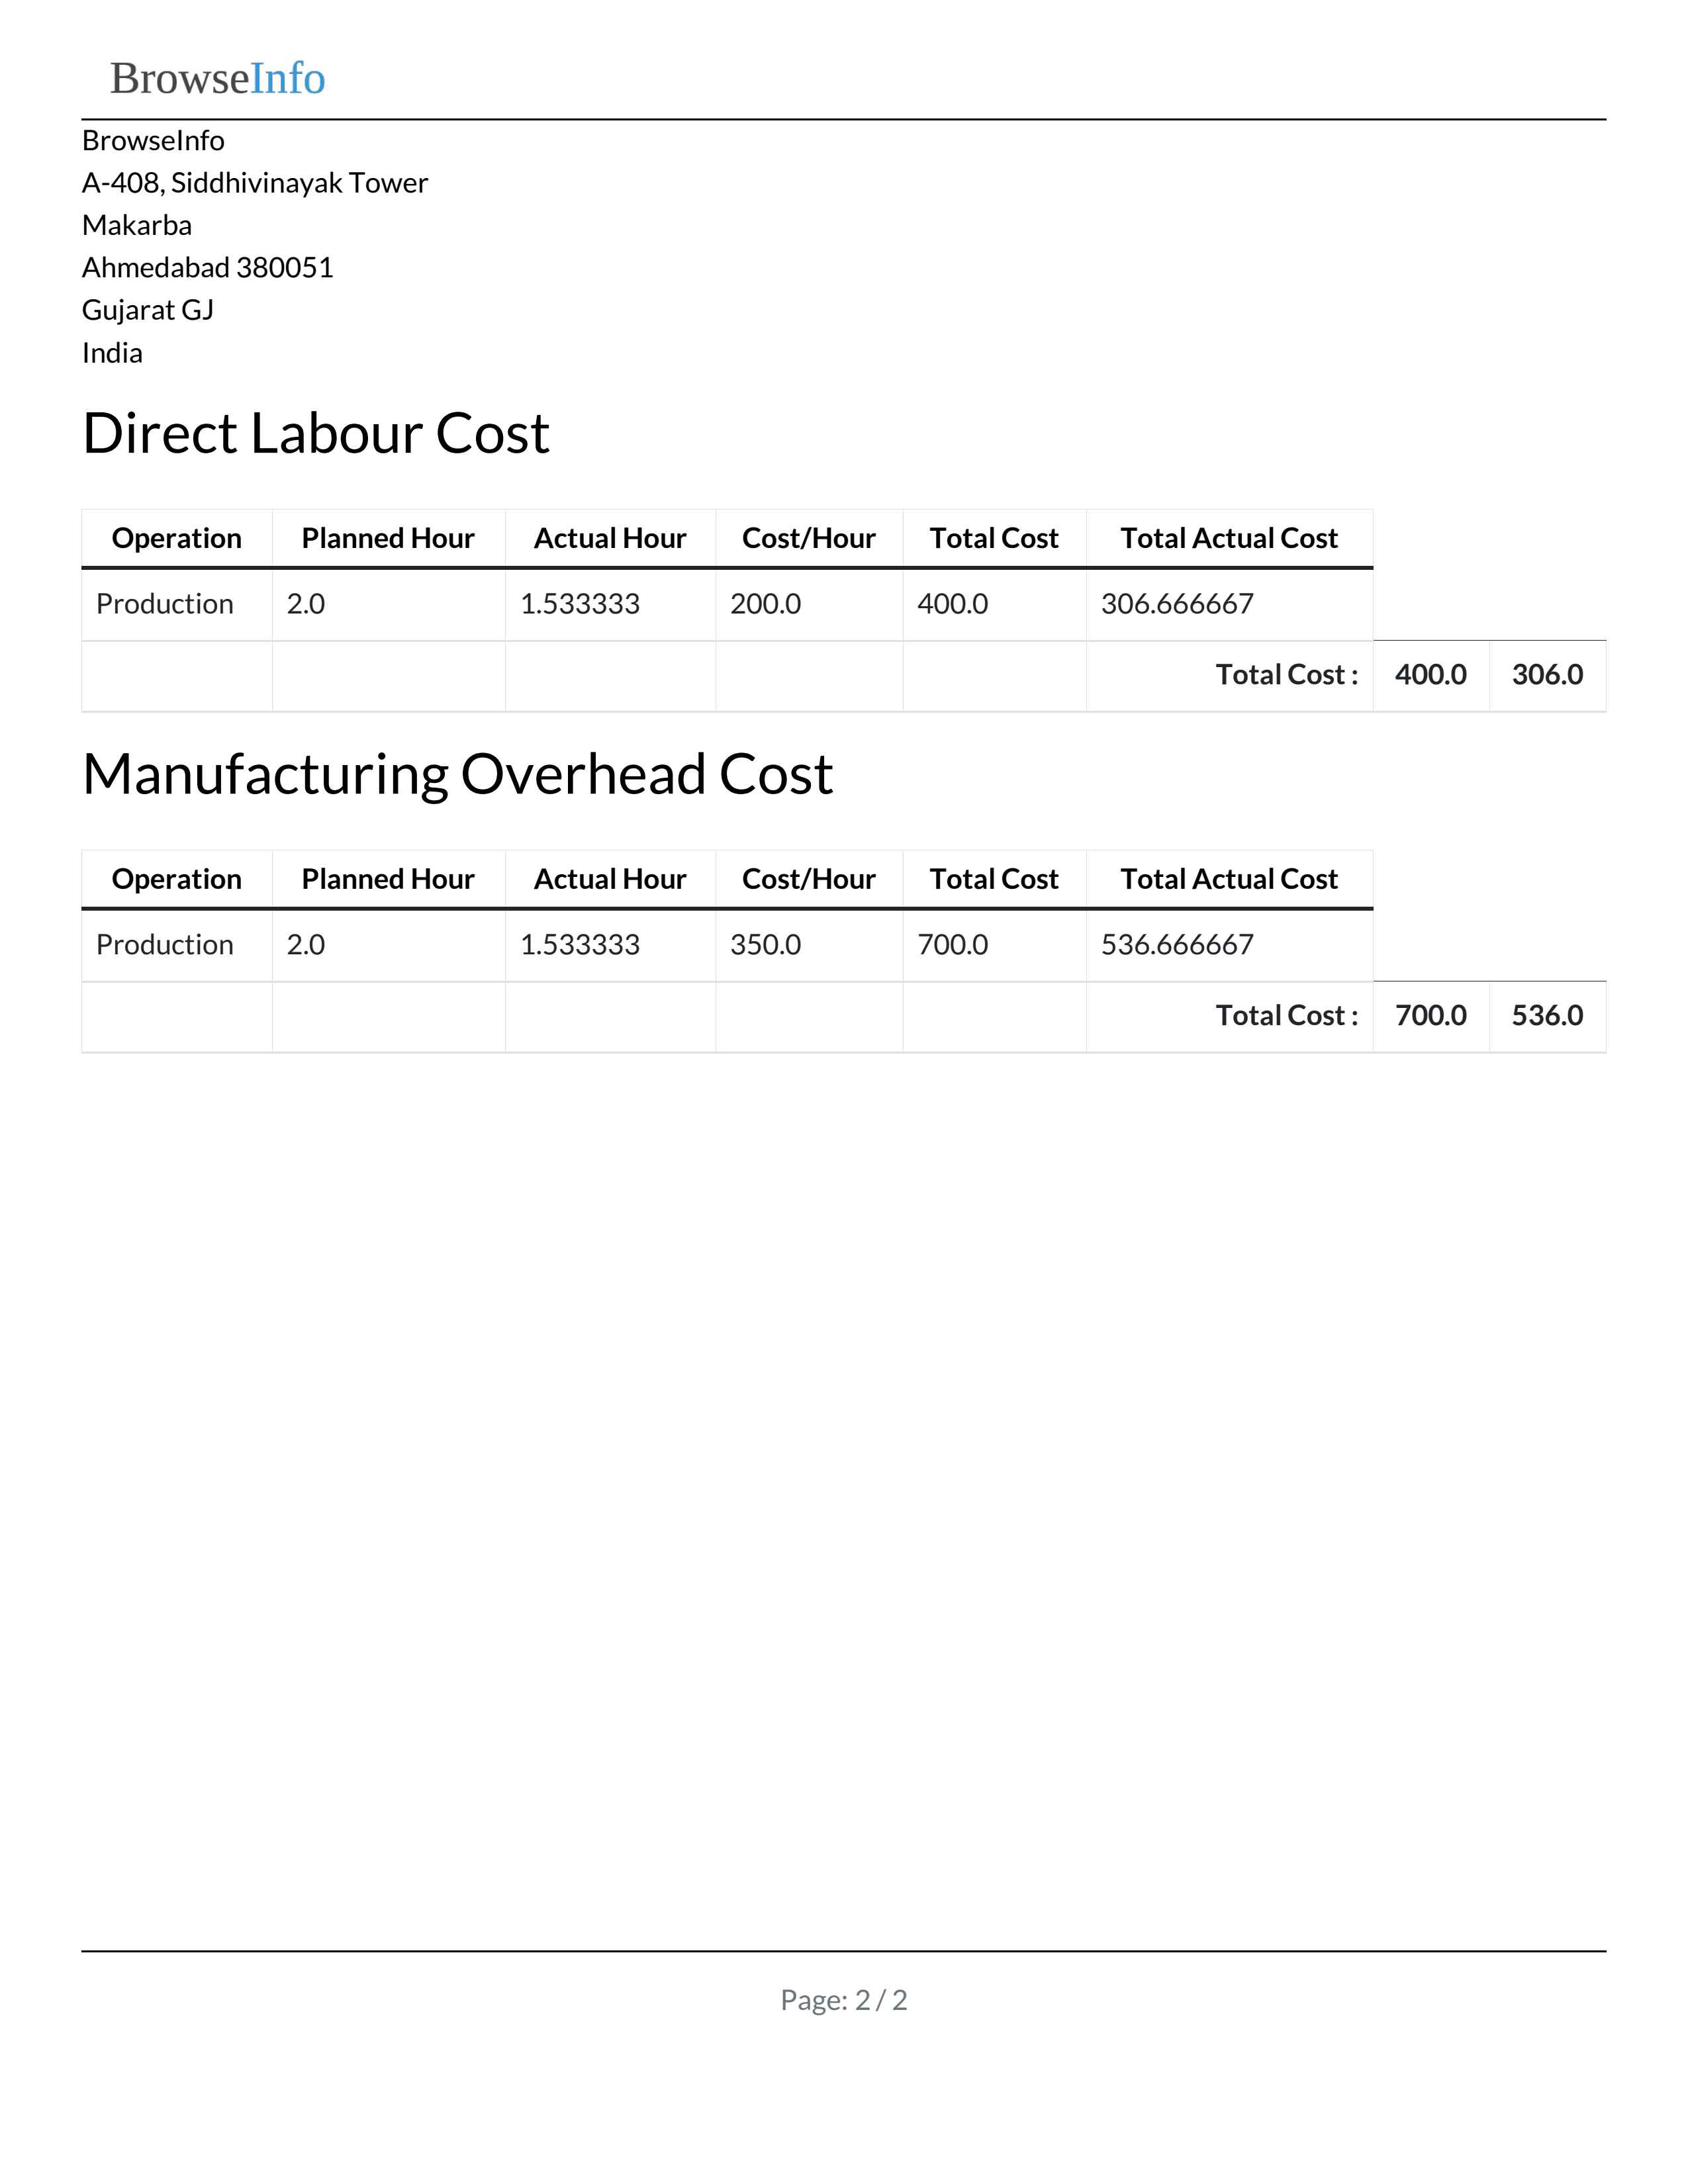 BrowseInfo
BrowseInfo
A-408, Siddhivinayak Tower
Makarba
Ahmedabad 380051
Gujarat GJ
India
Direct Labour Cost
Operation Planned Hour Actual Hour Cost/Hour Total Cost Total Actual Cost
Production 2.0 1.533333 200.0 400.0 306.666667
Total Cost : 400.0 306.0
Manufacturing Overhead Cost
Operation Planned Hour Actual Hour Cost/Hour Total Cost Total Actual Cost
Production 2.0 1.533333 350.0 700.0 536.666667
Total Cost : 700.0 536.0
Page: 2 / 2